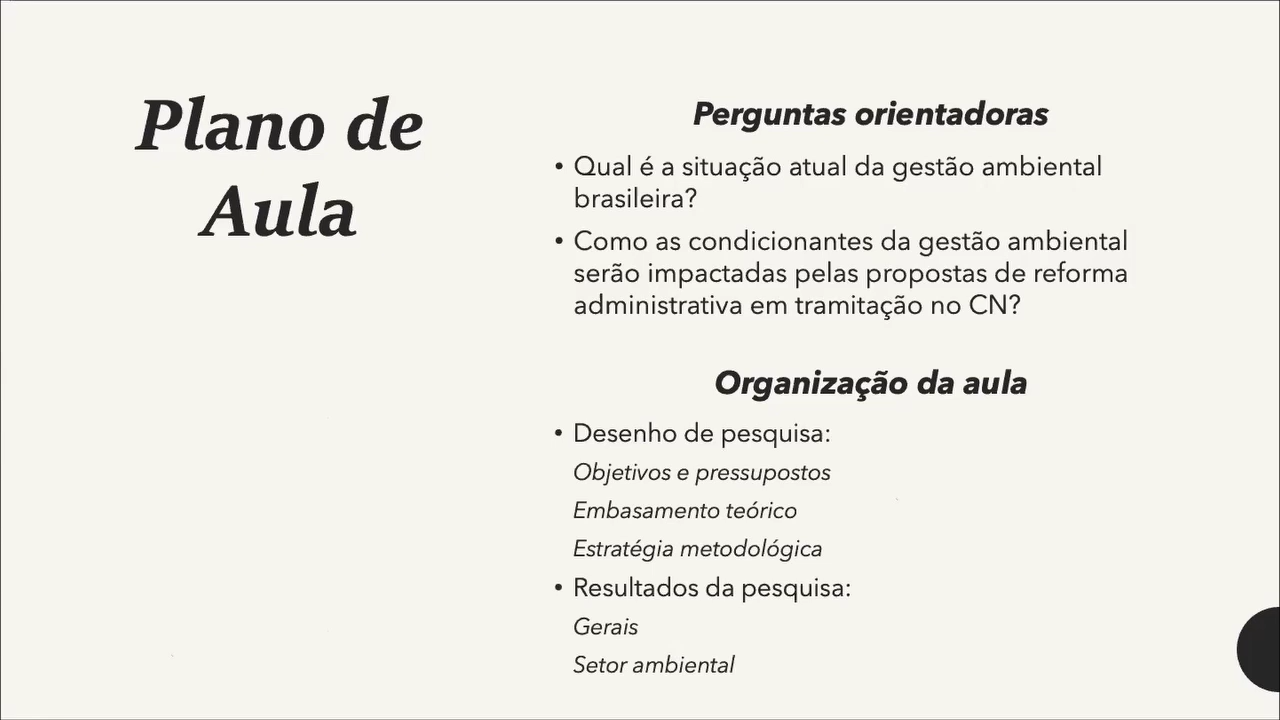 Plano de
Aula
Perguntas orientadoras
• Qual é a situação atual da gestão ambiental
brasileira?
• Como as condicionantes da gestão ambiental
serão impactadas pelas propostas de reforma
administrativa em tramitação no CN?
Organização da aula
• Desenho de pesquisa:
Objetivos e pressupostos
Embasamento teórico
Estratégia metodológica
• Resultados da pesquisa:
Gerais
Setor ambiental